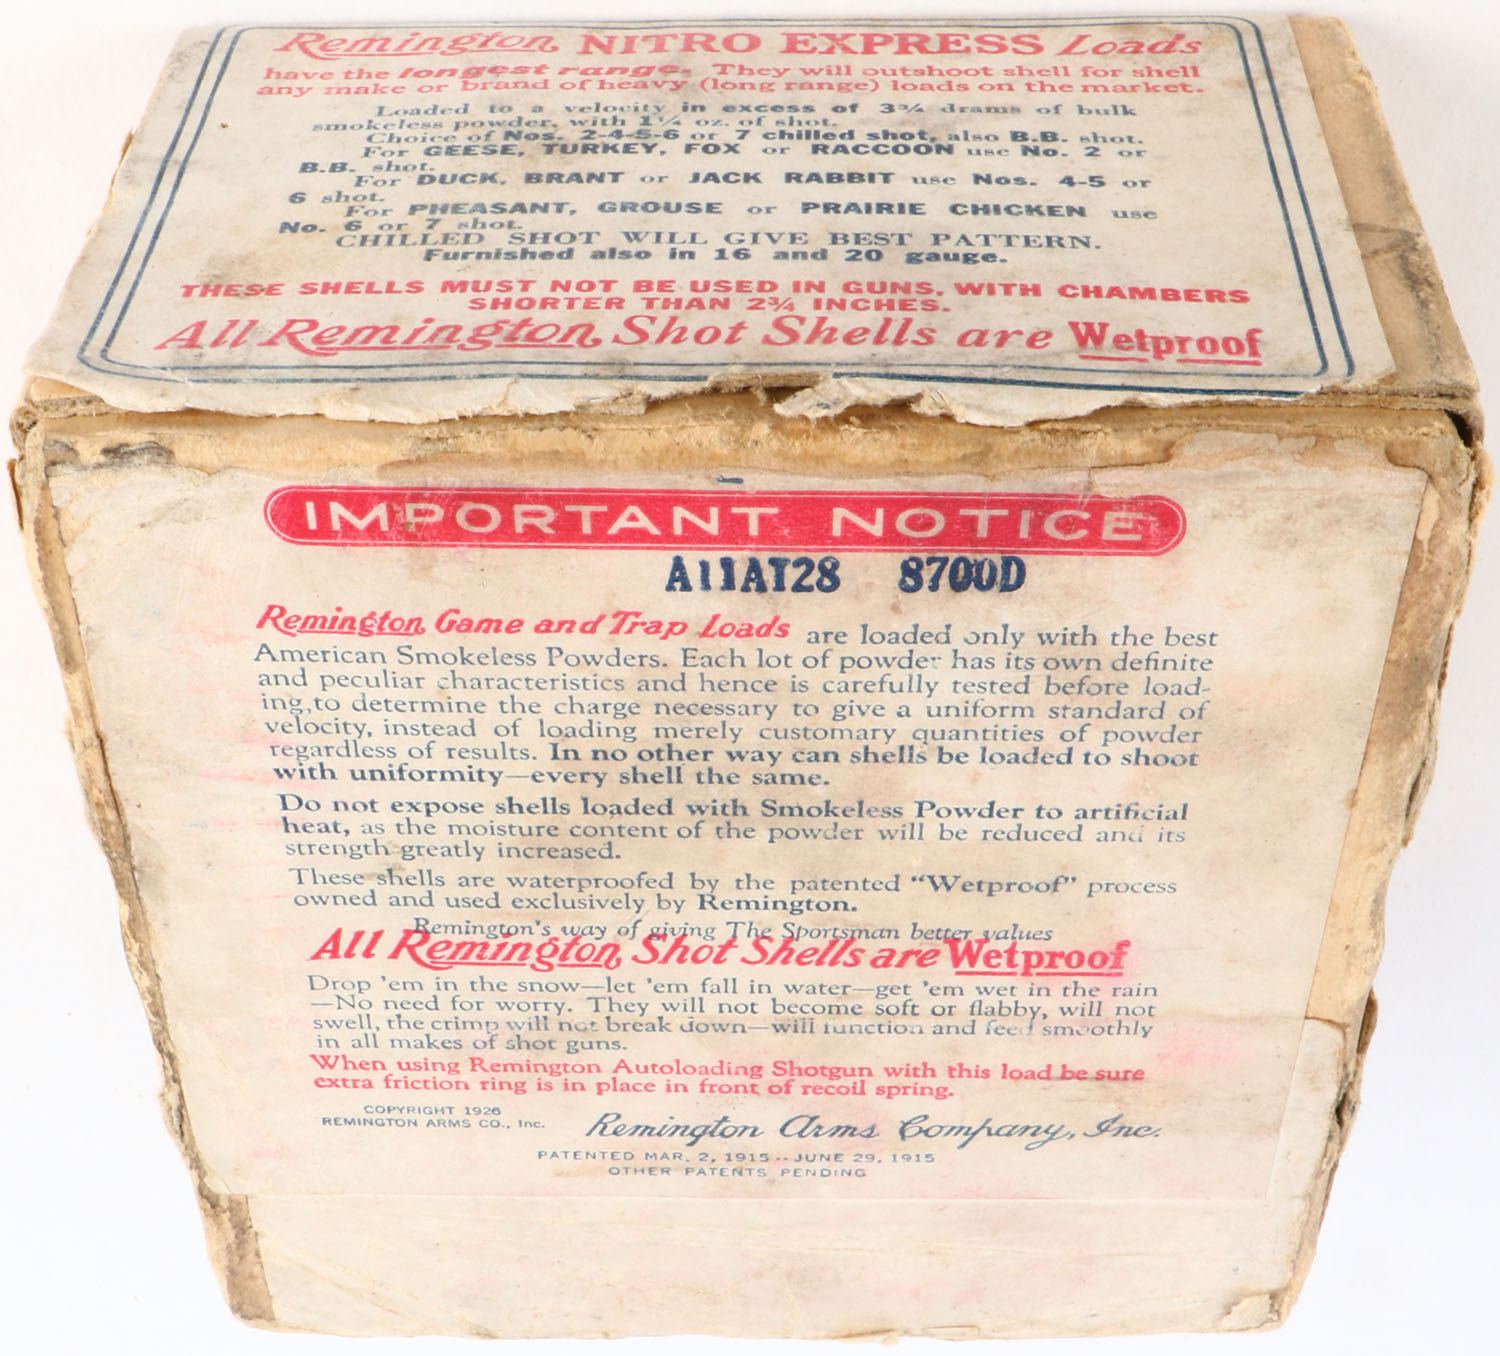 Remington NITRO EXPRESS Loads
have the longest range. They will outshoot shell for shell
any make or brand of heavy (long range) loads on the market.
Loaded to a velocity in excess of 3¾ drams of bulk
smokeless powder, with 1¼ oz. of shot.
Choice of Nos. 2-4-5-6 or 7 chilled shot, also B.B. shot.
For GEESE, TURKEY, FOX or RACCOON use No. 2 or
B.B. shot.
For DUCK, BRANT or JACK RABBIT use Nos. 4-5 or
6 shot.
For PHEASANT, GROUSE or PRAIRIE CHICKEN use
No. 6 or 7 shot.
CHILLED SHOT WILL GIVE BEST PATTERN.
Furnished also in 16 and 20 gauge.
THESE SHELLS MUST NOT BE USED IN GUNS, WITH CHAMBERS
SHORTER THAN 2¾ INCHES.
All Remington Shot Shells are Wetproof
IMPORTANT NOTICE
A11AT28 8700D
Remington Game and Trap Loads are loaded only with the best
American Smokeless Powders. Each lot of powder has its own definite
and peculiar characteristics and hence is carefully tested before load-
ing, to determine the charge necessary to give a uniform standard of
velocity, instead of loading merely customary quantities of powder
regardless of results. In no other way can shells be loaded to shoot
with uniformity—every shell the same.
Do not expose shells loaded with Smokeless Powder to artificial
heat, as the moisture content of the powder will be reduced and its
strength greatly increased.
These shells are waterproofed by the patented "Wetproof" process
owned and used exclusively by Remington.
Remington's way of giving The Sportsman better values
All Remington Shot Shells are Wetproof
Drop 'em in the snow—let 'em fall in water—get 'em wet in the rain
—No need for worry. They will not become soft or flabby, will not
swell, the crimp will not break down—will function and feed smoothly
in all makes of shot guns.
When using Remington Autoloading Shotgun with this load be sure
extra friction ring is in place in front of recoil spring.
COPYRIGHT 1926
REMINGTON ARMS CO., Inc.
Remington Arms Company, Inc.
PATENTED MAR. 2, 1915 -- JUNE 29, 1915
OTHER PATENTS PENDING